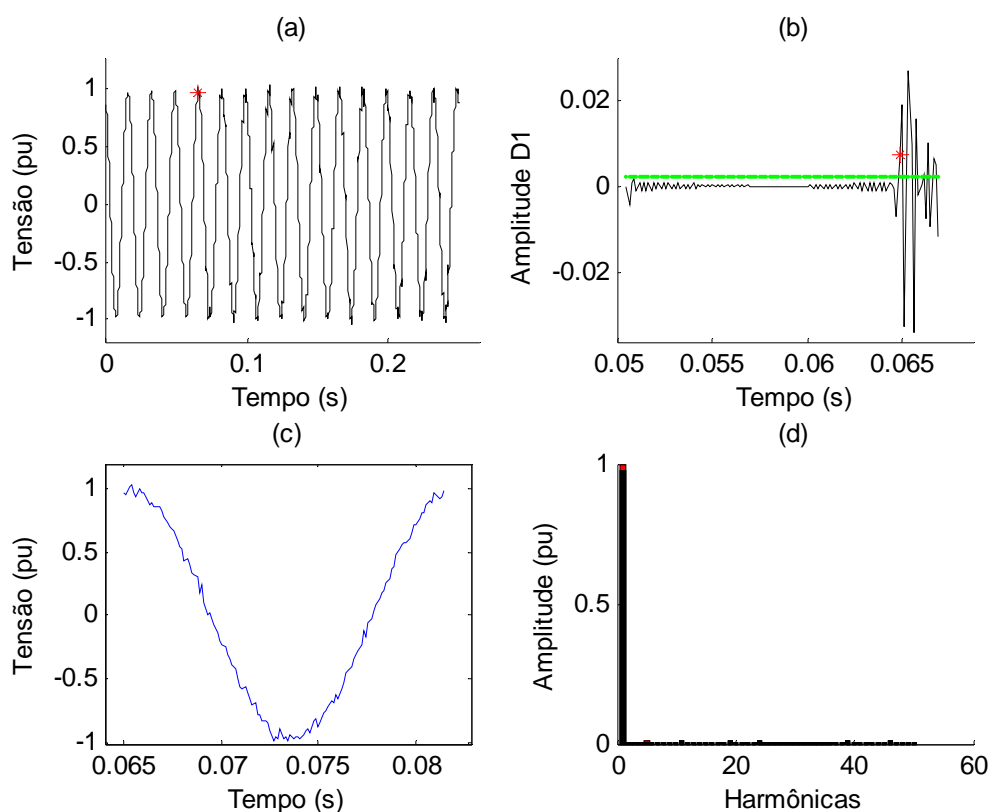 (a)
Tensão (pu)
1
0.5
0
-0.5
-1
0
0.1
0.2
Tempo (s)
(b)
Amplitude D1
0.02
0
-0.02
0.05
0.055
0.06
0.065
Tempo (s)
(c)
Tensão (pu)
1
0.5
0
-0.5
-1
0.065
0.07
0.075
0.08
Tempo (s)
(d)
Amplitude (pu)
1
0.5
0
0
20
40
60
Harmônicas